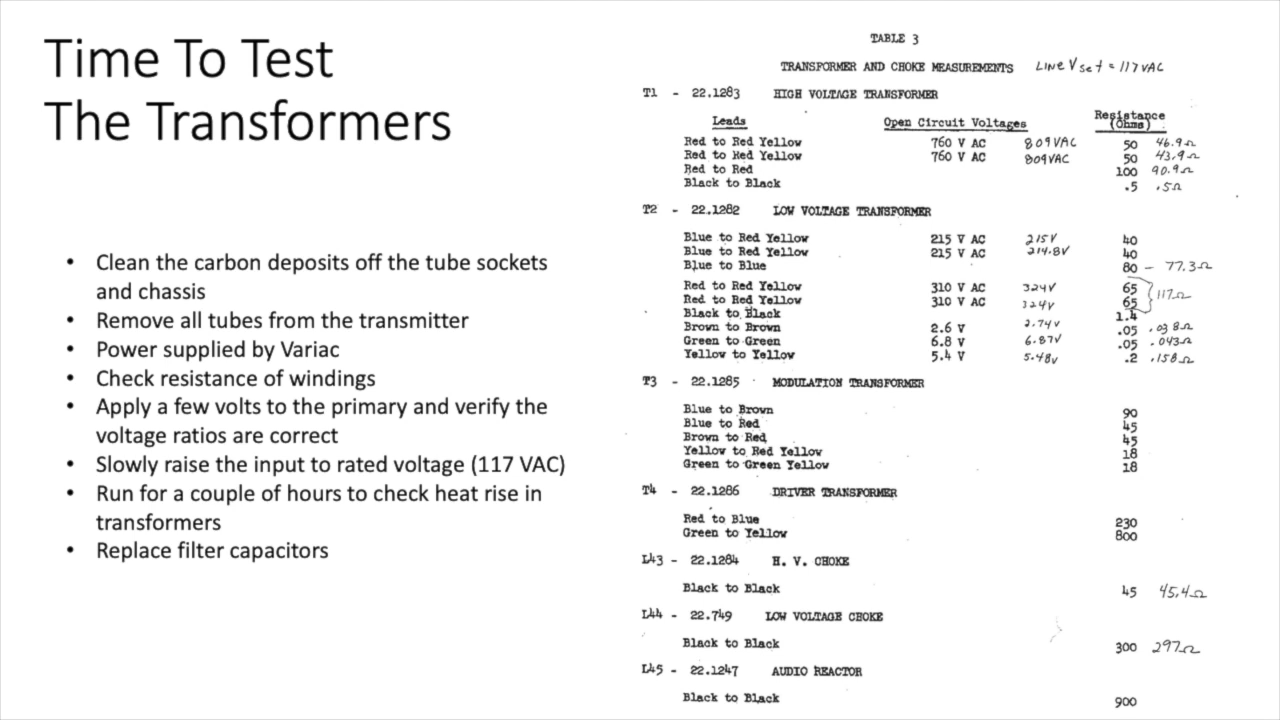 Time To Test
The Transformers
• Clean the carbon deposits off the tube sockets
and chassis
• Remove all tubes from the transmitter
• Power supplied by Variac
• Check resistance of windings
• Apply a few volts to the primary and verify the
voltage ratios are correct
• Slowly raise the input to rated voltage (117 VAC)
• Run for a couple of hours to check heat rise in
transformers
• Replace filter capacitors
TABLE 3
TRANSFORMER AND CHOKE MEASUREMENTS LINE V set = 117 VAC
T1 - 22.1283 HIGH VOLTAGE TRANSFORMER
Leads Open Circuit Voltages Resistance
(Ohms)
Red to Red Yellow 760 V AC 809 VAC 50 46.9Ω
Red to Red Yellow 760 V AC 809 VAC 50 43.9Ω
Red to Red 100 90.9Ω
Black to Black .5 .5Ω
T2 - 22.1282 LOW VOLTAGE TRANSFORMER
Blue to Red Yellow 215 V AC 215V 40
Blue to Red Yellow 215 V AC 214.8V 40
Blue to Blue 80 - 77.3Ω
Red to Red Yellow 310 V AC 324V 65
Red to Red Yellow 310 V AC 324V 65 117Ω
Black to Black 1.4
Brown to Brown 2.6 V 2.74V .05 .038Ω
Green to Green 6.8 V 6.87V .05 .043Ω
Yellow to Yellow 5.4 V 5.48V .2 .158Ω
T3 - 22.1285 MODULATION TRANSFORMER
Blue to Brown 90
Blue to Red 45
Brown to Red 45
Yellow to Red Yellow 18
Green to Green Yellow 18
T4 - 22.1286 DRIVER TRANSFORMER
Red to Blue 230
Green to Yellow 800
L43 - 22.1284 H. V. CHOKE
Black to Black 45 45.4Ω
L44 - 22.749 LOW VOLTAGE CHOKE
Black to Black 300 297Ω
L45 - 22.1247 AUDIO REACTOR
Black to Black 900